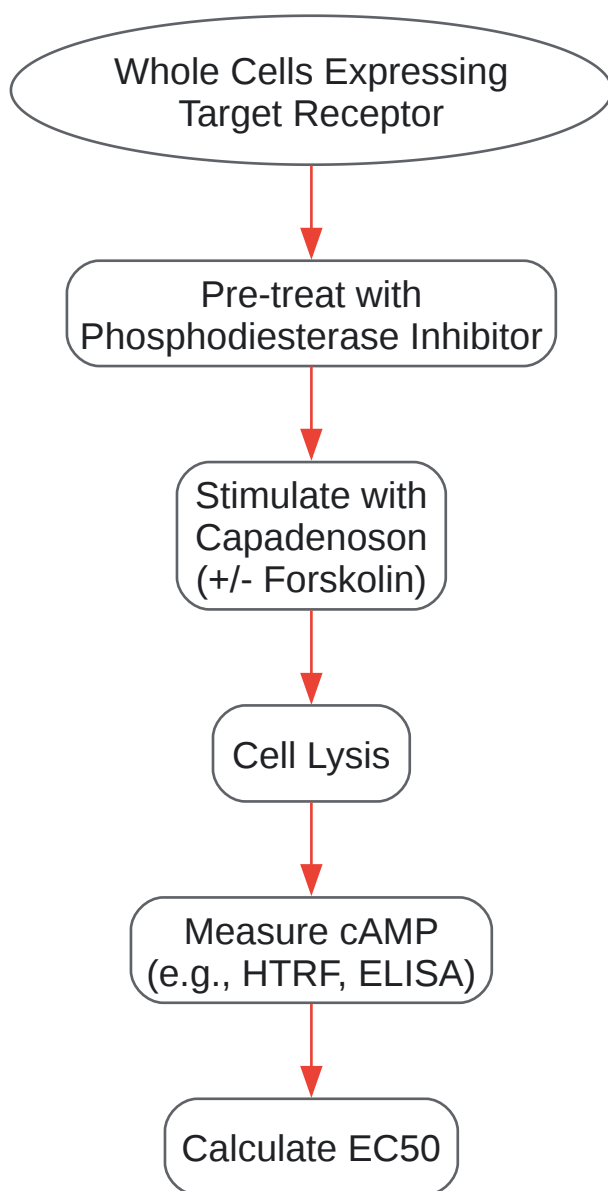 Whole Cells Expressing
Target Receptor
Pre-treat with
Phosphodiesterase Inhibitor
Stimulate with
Capadenoson
(+/- Forskolin)
Cell Lysis
Measure cAMP
(e.g., HTRF, ELISA)
Calculate EC50